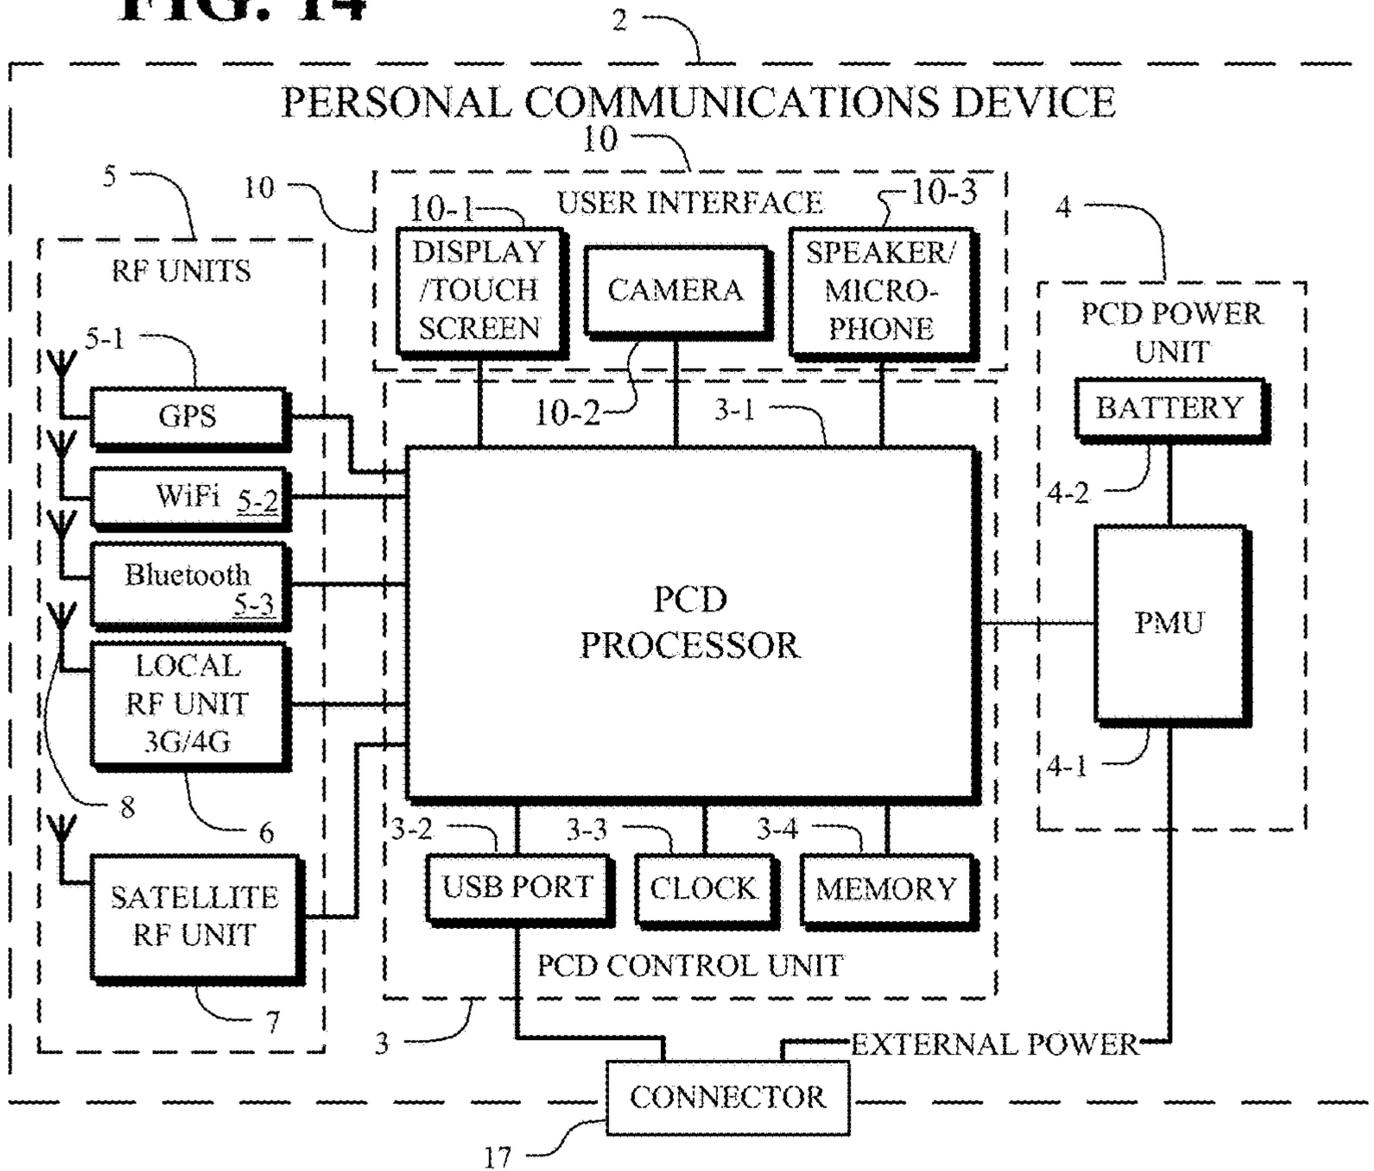 FIG. 14
2
PERSONAL COMMUNICATIONS DEVICE
10
5
10
USER INTERFACE
10-1
10-3
4
DISPLAY
/TOUCH
SCREEN
CAMERA
SPEAKER/
MICRO-
PHONE
RF UNITS
PCD POWER
UNIT
5-1
GPS
10-2
3-1
BATTERY
WiFi 5-2
4-2
Bluetooth
5-3
PCD
PROCESSOR
PMU
LOCAL
RF UNIT
3G/4G
4-1
8
6
3-2
3-3
3-4
SATELLITE
RF UNIT
USB PORT
CLOCK
MEMORY
PCD CONTROL UNIT
7
3
EXTERNAL POWER
CONNECTOR
17